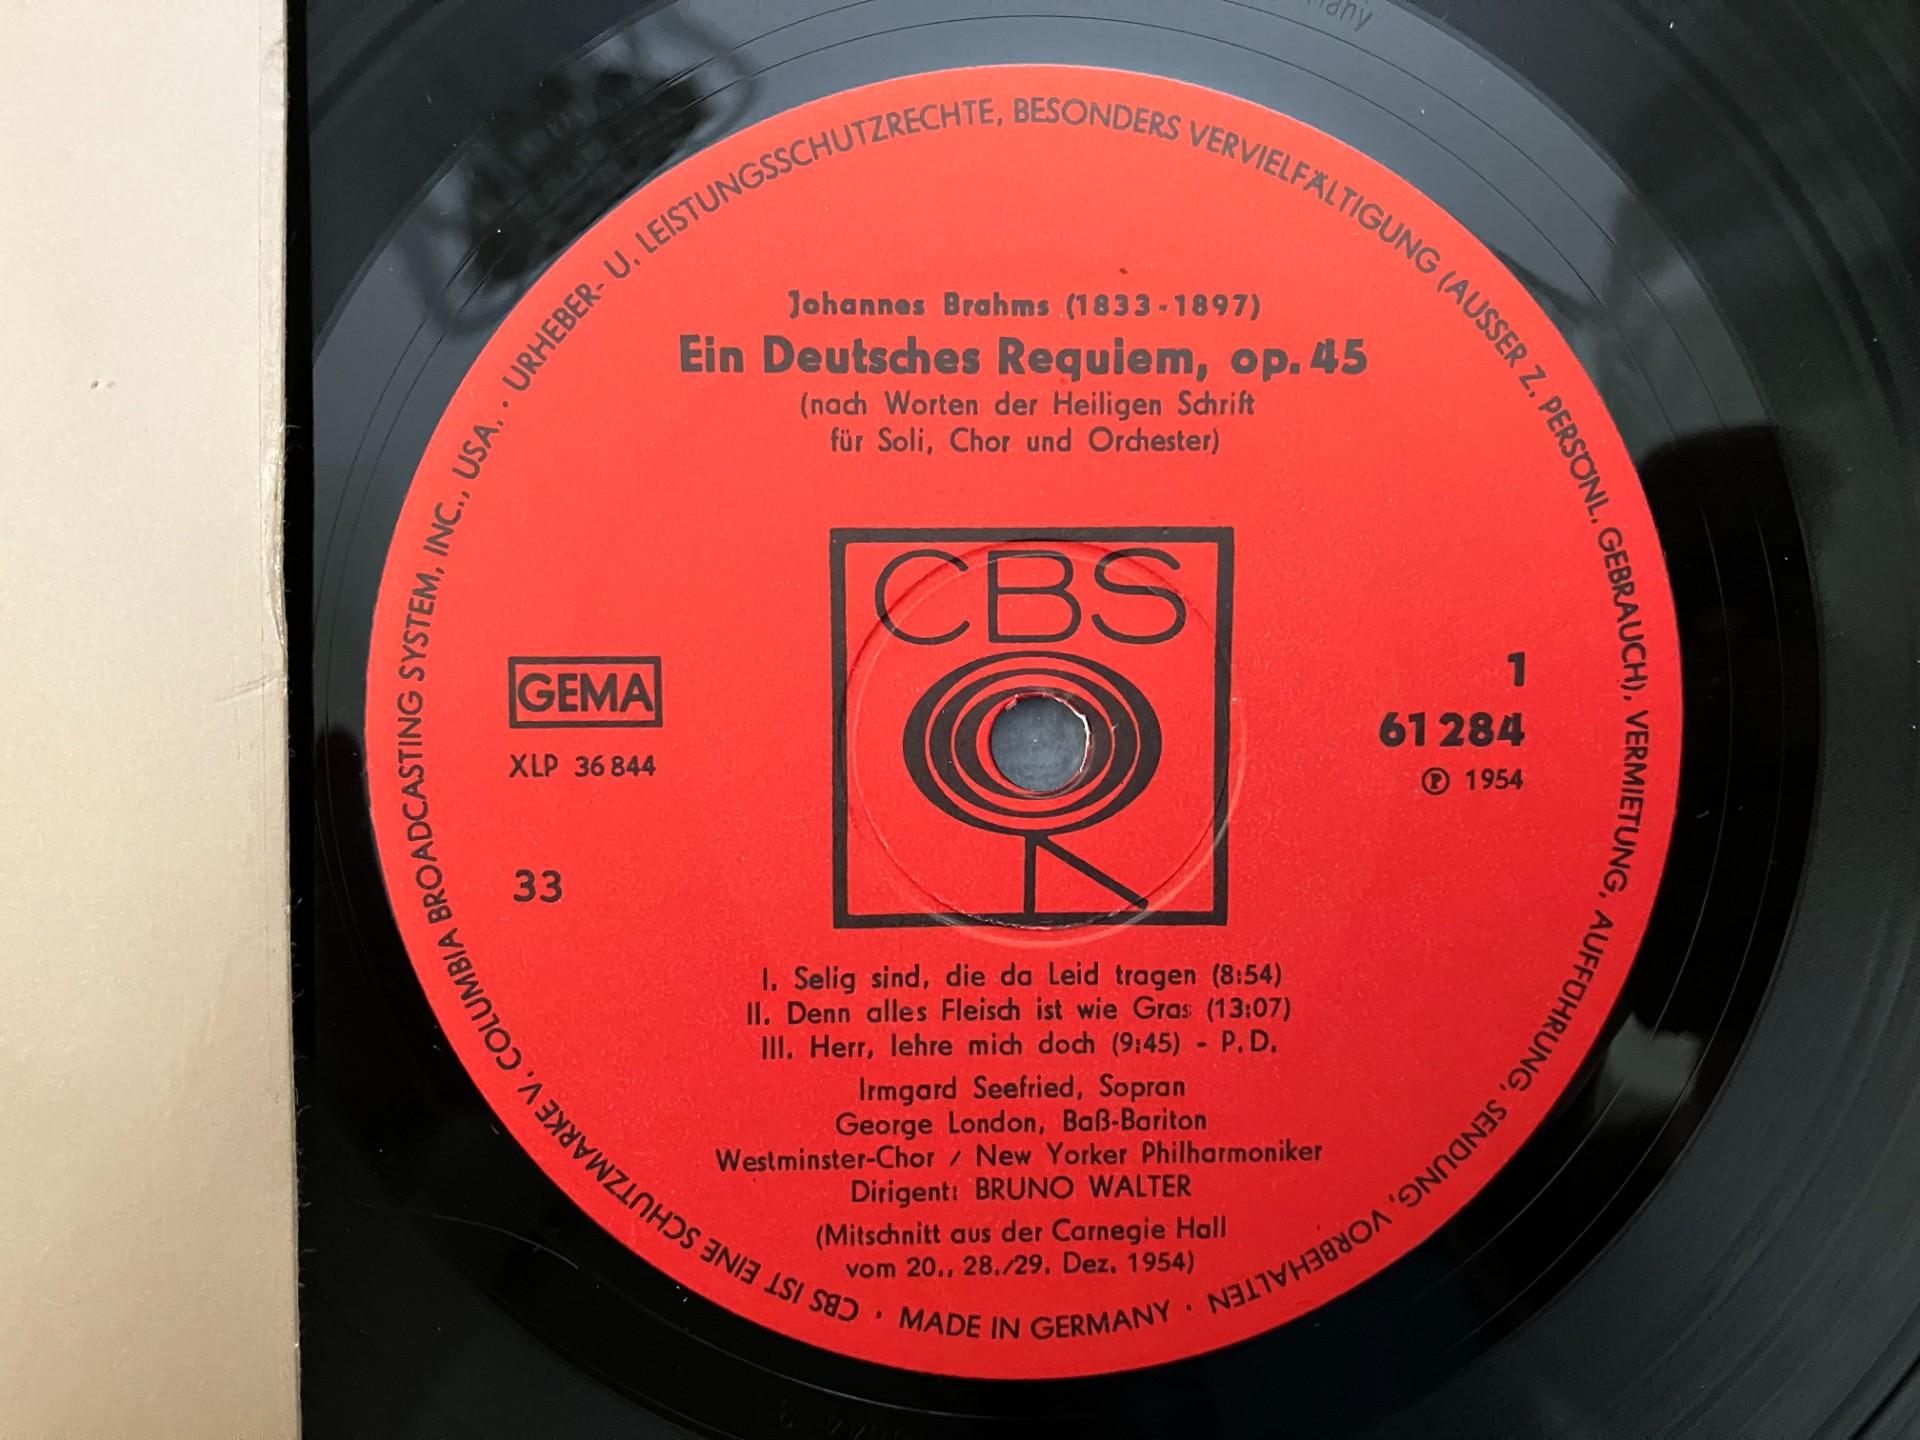 Johannes Brahms (1833-1897)
Ein Deutsches Requiem, op. 45
(nach Worten der Heiligen Schrift
für Soli, Chor und Orchester)
CBS
GEMA
XLP 36 844
33
1
61 284
Ⓟ 1954
I. Selig sind, die da Leid tragen (8:54)
II. Denn alles Fleisch ist wie Gras (13:07)
III. Herr, lehre mich doch (9:45) - P.D.
Irmgard Seefried, Sopran
George London, Baß-Bariton
Westminster-Chor / New Yorker Philharmoniker
Dirigent: BRUNO WALTER
(Mitschnitt aus der Carnegie Hall
vom 20., 28./29. Dez. 1954)
CBS IST EINE SCHUTZMARKE V. COLUMBIA BROADCASTING SYSTEM, INC., USA. · URHEBER- U. LEISTUNGSSCHUTZRECHTE, BESONDERS VERVIELFÄLTIGUNG (AUSSER Z. PERSÖNL. GEBRAUCH), VERMIETUNG, AUFFÜHRUNG, SENDUNG, VORBEHALTEN · MADE IN GERMANY ·